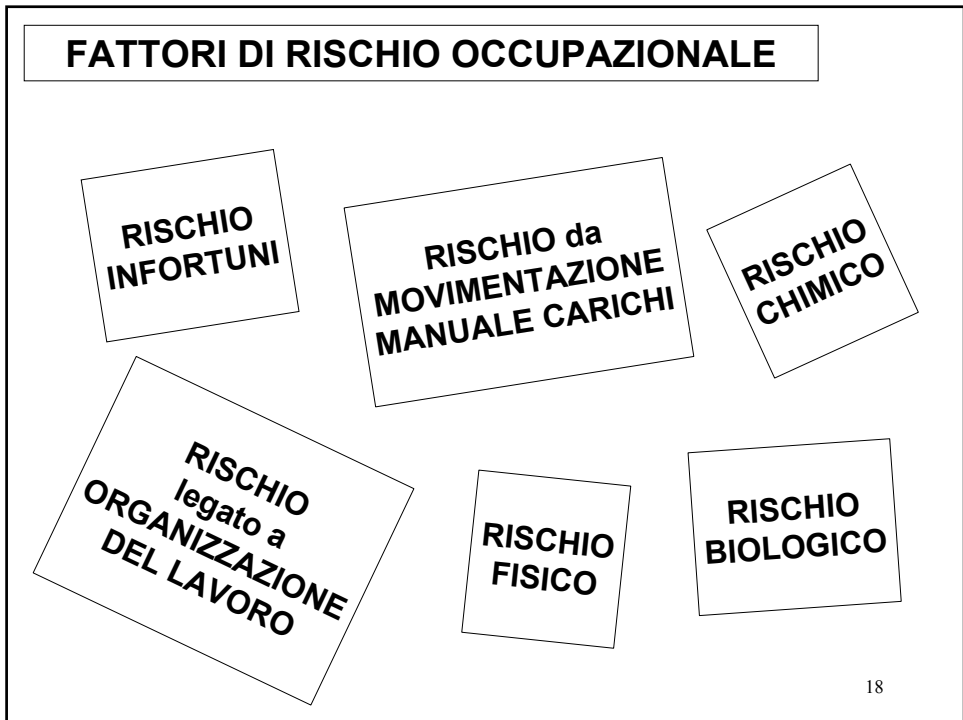 FATTORI DI RISCHIO OCCUPAZIONALE
RISCHIO
INFORTUNI
RISCHIO da
MOVIMENTAZIONE
MANUALE CARICHI
RISCHIO
CHIMICO
RISCHIO
legato a
ORGANIZZAZIONE
DEL LAVORO
RISCHIO
FISICO
RISCHIO
BIOLOGICO
18